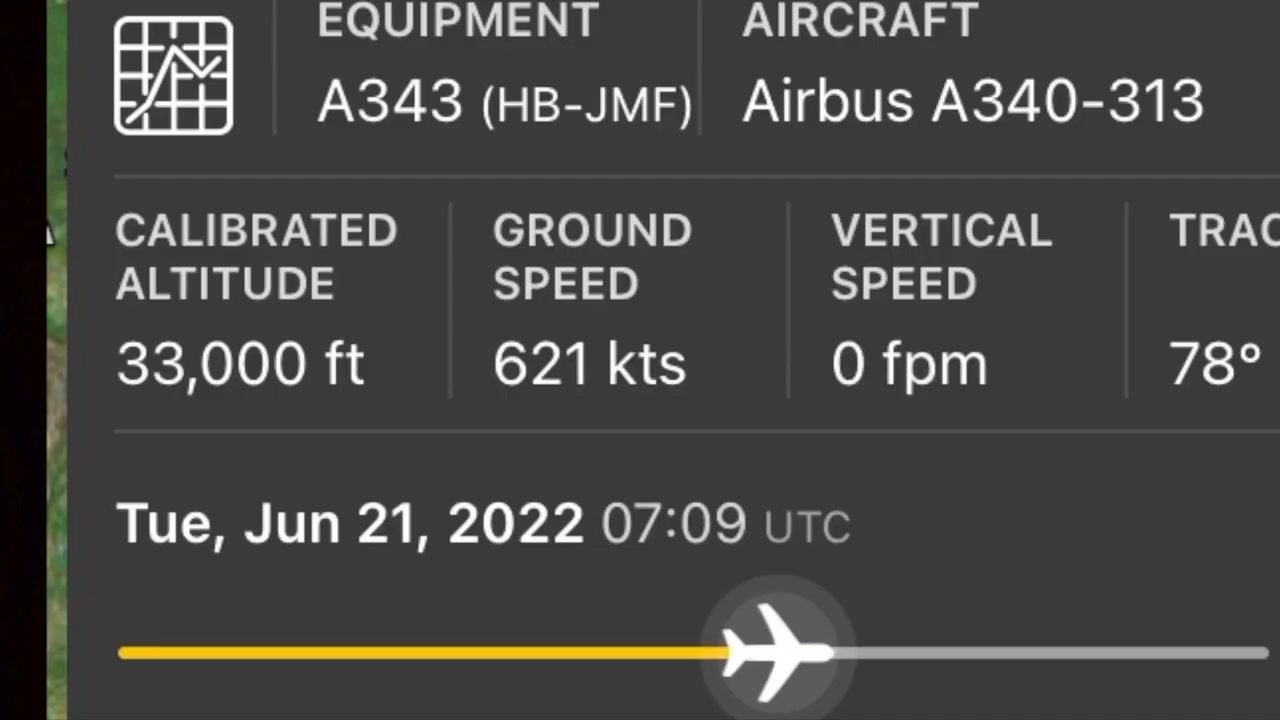 EQUIPMENT
AIRCRAFT
A343 (HB-JMF)
Airbus A340-313
CALIBRATED ALTITUDE
GROUND SPEED
VERTICAL SPEED
TRAC
33,000 ft
621 kts
0 fpm
78°
Tue, Jun 21, 2022 07:09 UTC